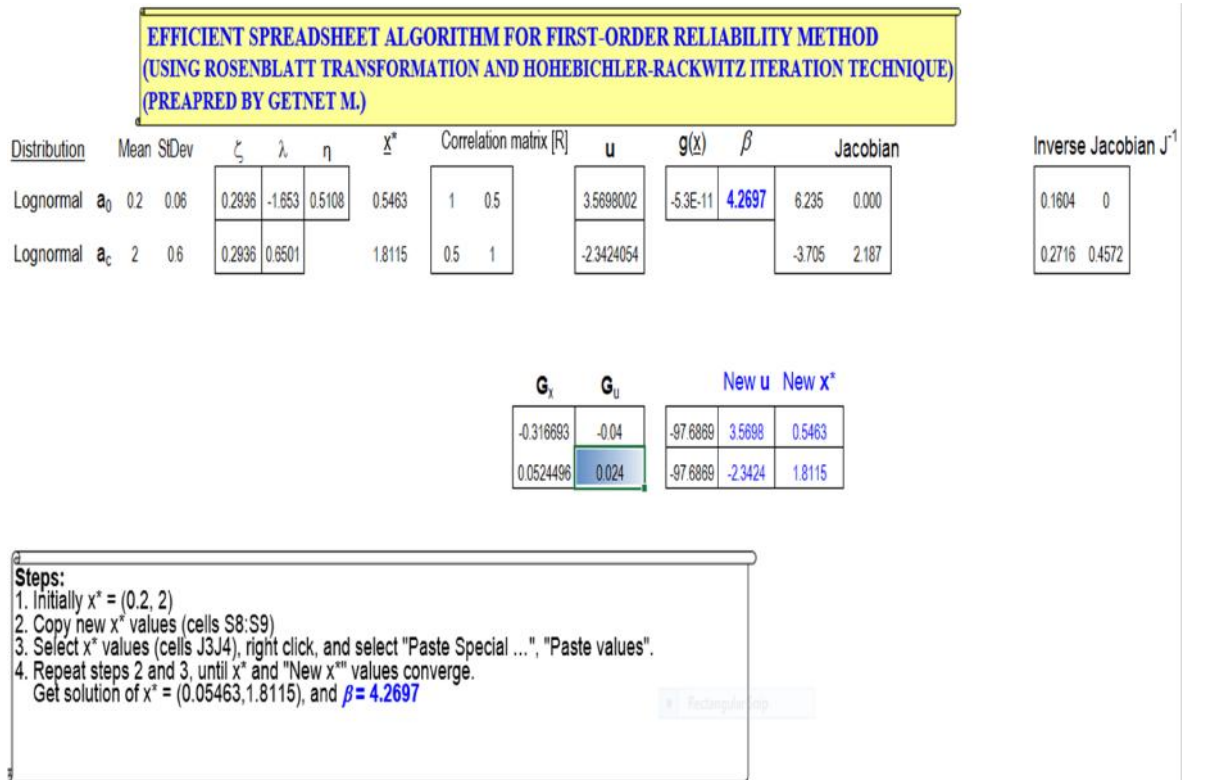 EFFICIENT SPREADSHEET ALGORITHM FOR FIRST-ORDER RELIABILITY METHOD
(USING ROSENBLATT TRANSFORMATION AND HOHEBICHLER-RACKWITZ ITERATION TECHNIQUE)
(PREAPRED BY GETNET M.)
Distribution Mean StDev ζ λ η x* Correlation matrix [R] u g(x) β Jacobian Inverse Jacobian J-1
Lognormal a0 0.2 0.06 0.2936 -1.653 0.5108 0.5463 1 0.5 3.5698002 -5.3E-11 4.2697 6.235 0.000 0.1604 0
Lognormal ac 2 0.6 0.2936 0.6501 1.8115 0.5 1 -2.3424054 -3.705 2.187 0.2716 0.4572
Gx Gu New u New x*
-0.316693 -0.04 -97.6869 3.5698 0.5463
0.0524496 0.024 -97.6869 -2.3424 1.8115
Steps:
1. Initially x* = (0.2, 2)
2. Copy new x* values (cells S8:S9)
3. Select x* values (cells J3J4), right click, and select "Paste Special ...", "Paste values".
4. Repeat steps 2 and 3, until x* and "New x*" values converge.
Get solution of x* = (0.05463,1.8115), and β = 4.2697
Rectangular Snip